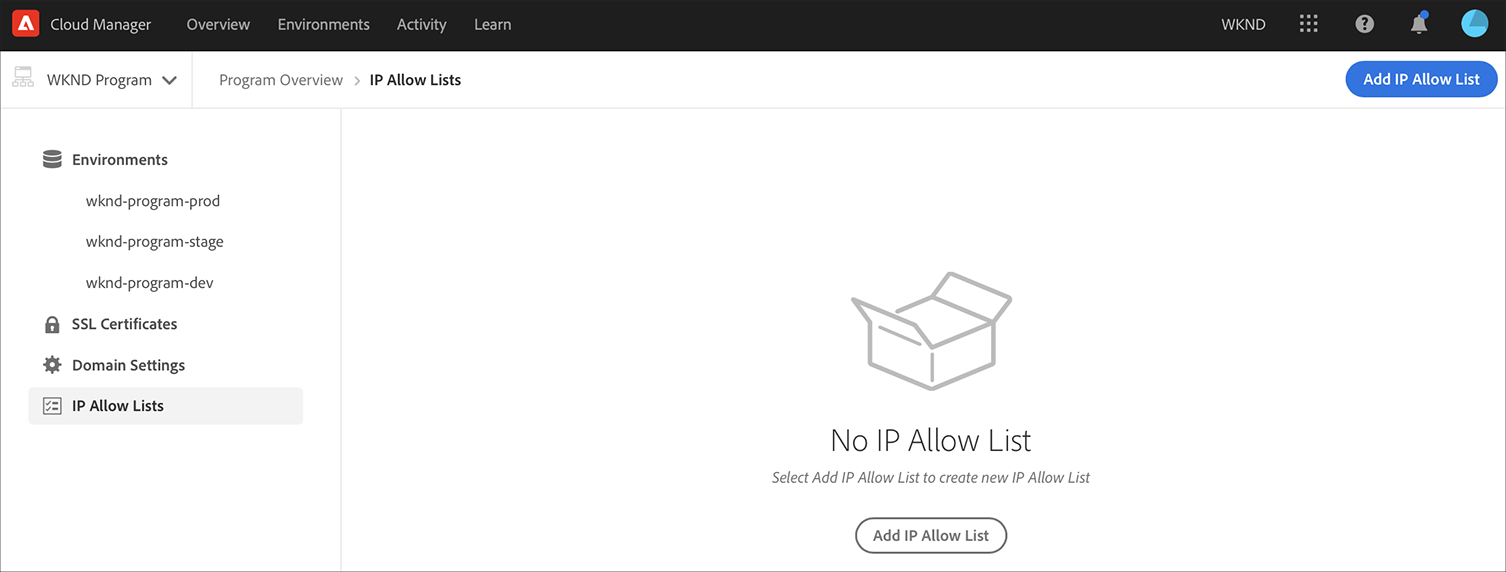 Cloud Manager Overview Environments Activity Learn WKND
WKND Program Program Overview > IP Allow Lists Add IP Allow List
Environments
wknd-program-prod
wknd-program-stage
wknd-program-dev
SSL Certificates
Domain Settings
IP Allow Lists
No IP Allow List
Select Add IP Allow List to create new IP Allow List
Add IP Allow List